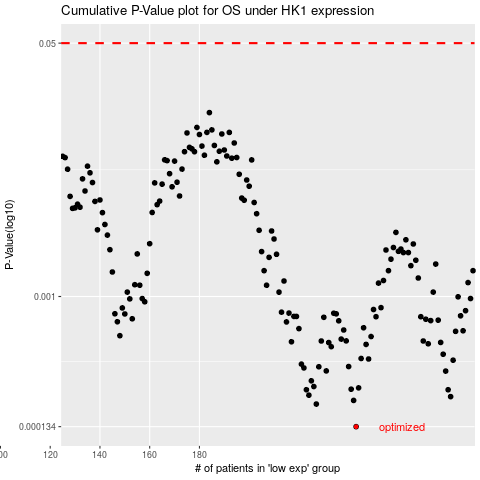 Cumulative P-Value plot for OS under HK1 expression
0.05
P-Value(log10)
0.001
0.000134
optimized
00 120 140 160 180
# of patients in 'low exp' group